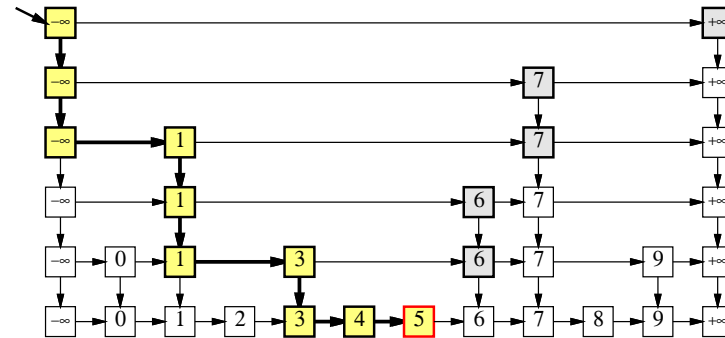 −∞ +∞
−∞ 7 +∞
−∞ 1 7 +∞
−∞ 1 6 7 +∞
−∞ 0 1 3 6 7 9 +∞
−∞ 0 1 2 3 4 5 6 7 8 9 +∞